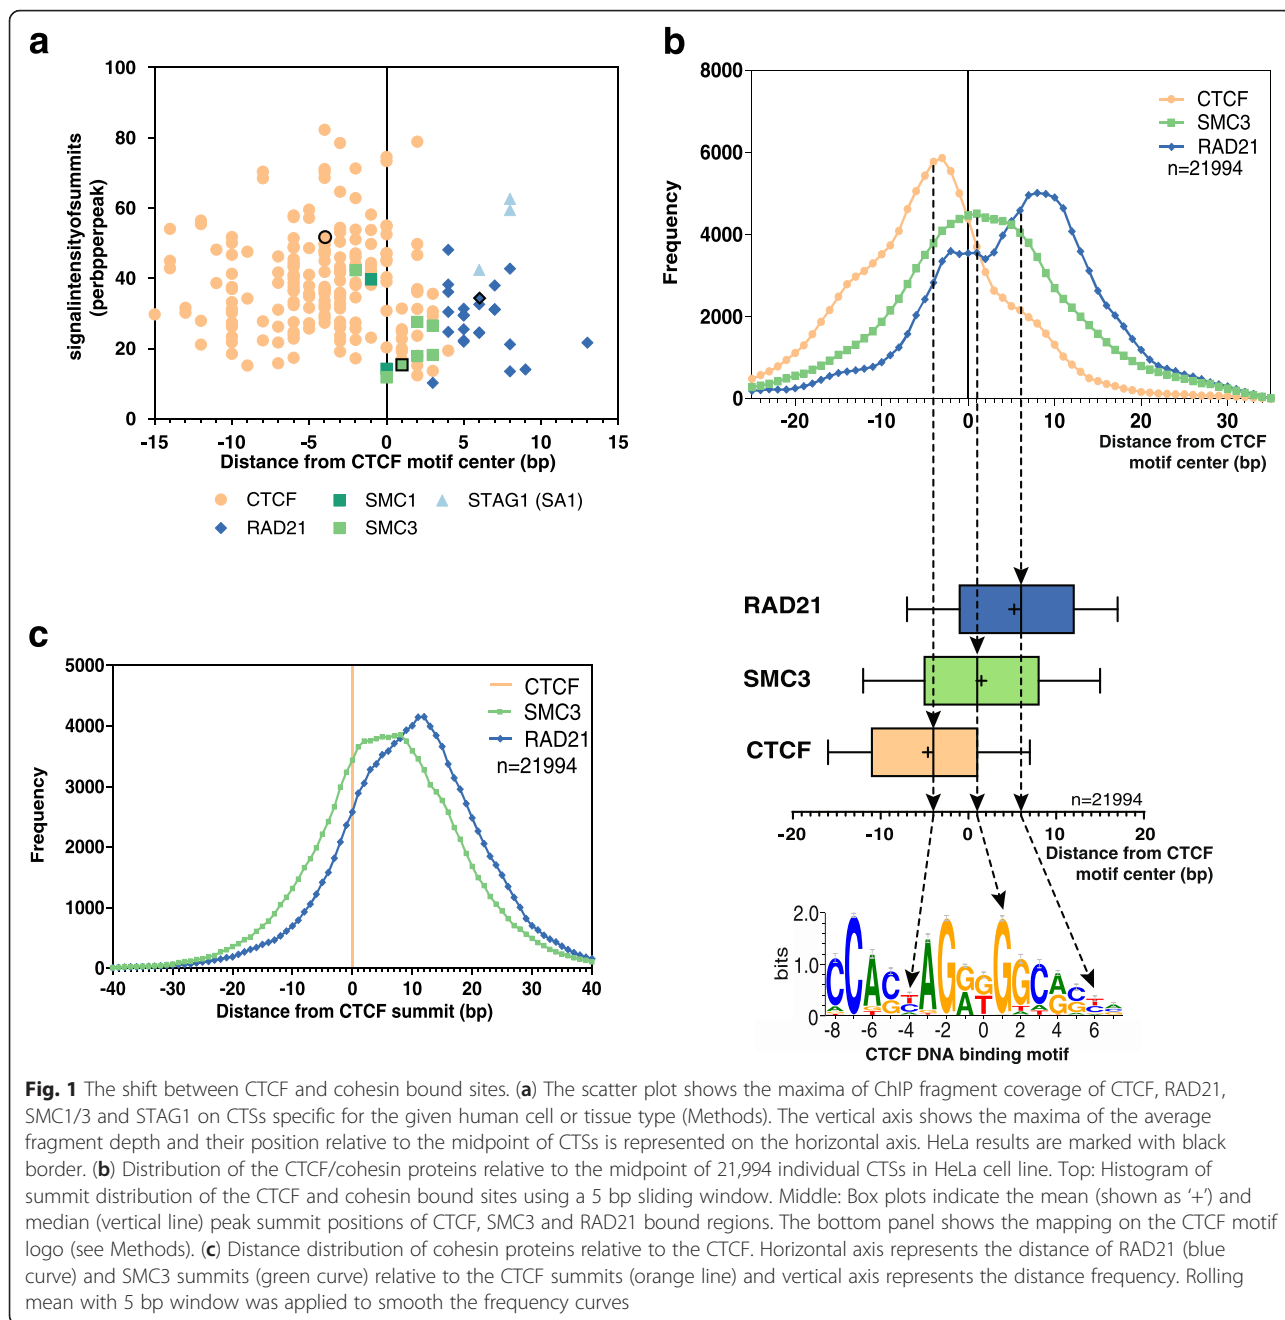 a
100
80
60
40
20
0
signalintensityofsummits
(perbpperpeak)
-15
-10
-5
0
5
10
15
Distance from CTCF motif center (bp)
CTCF
SMC1
STAG1 (SA1)
RAD21
SMC3
b
8000
6000
4000
2000
0
Frequency
CTCF
SMC3
RAD21
n=21994
-20
-10
0
10
20
30
Distance from CTCF
motif center (bp)
RAD21
SMC3
CTCF
n=21994
-20
-10
0
10
20
Distance from CTCF
motif center (bp)
2.0
1.0
0
bits
-8
-6
-4
-2
0
2
4
6
CTCF DNA binding motif
c
5000
4000
3000
2000
1000
0
Frequency
CTCF
SMC3
RAD21
n=21994
-40
-30
-20
-10
0
10
20
30
40
Distance from CTCF summit (bp)
Fig. 1 The shift between CTCF and cohesin bound sites. (a) The scatter plot shows the maxima of ChIP fragment coverage of CTCF, RAD21,
SMC1/3 and STAG1 on CTSs specific for the given human cell or tissue type (Methods). The vertical axis shows the maxima of the average
fragment depth and their position relative to the midpoint of CTSs is represented on the horizontal axis. HeLa results are marked with black
border. (b) Distribution of the CTCF/cohesin proteins relative to the midpoint of 21,994 individual CTSs in HeLa cell line. Top: Histogram of
summit distribution of the CTCF and cohesin bound sites using a 5 bp sliding window. Middle: Box plots indicate the mean (shown as ‘+’) and
median (vertical line) peak summit positions of CTCF, SMC3 and RAD21 bound regions. The bottom panel shows the mapping on the CTCF motif
logo (see Methods). (c) Distance distribution of cohesin proteins relative to the CTCF. Horizontal axis represents the distance of RAD21 (blue
curve) and SMC3 summits (green curve) relative to the CTCF summits (orange line) and vertical axis represents the distance frequency. Rolling
mean with 5 bp window was applied to smooth the frequency curves